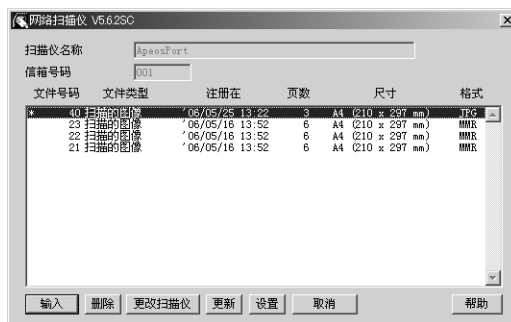 网络扫描仪 V5.6.2SC
扫描仪名称 ApeosPort
信箱号码 001
文件号码 文件类型 注册在 页数 尺寸 格式
* 40 扫描的图像 '06/05/25 13:22 3 A4 (210 x 297 mm) JPG
23 扫描的图像 '06/05/16 13:52 6 A4 (210 x 297 mm) MMR
22 扫描的图像 '06/05/16 13:52 6 A4 (210 x 297 mm) MMR
21 扫描的图像 '06/05/16 13:52 6 A4 (210 x 297 mm) MMR
输入 删除 更改扫描仪 更新 设置 取消 帮助